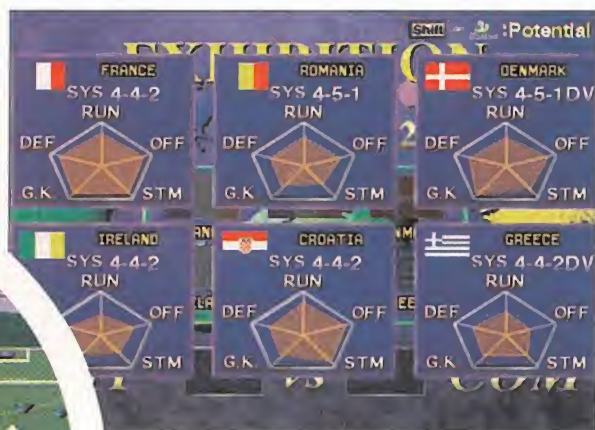 Shift - :Potential
EXHIBITION
FRANCE
SYS 4-4-2
RUN
DEF OFF
G.K. STM
ROMANIA
SYS 4-5-1
RUN
DEF OFF
G.K. STM
DENMARK
SYS 4-5-1DV
RUN
DEF OFF
G.K. STM
IRELAND
SYS 4-4-2
RUN
OFF
STM
CROATIA
SYS 4-4-2
RUN
DEF OFF
G.K. STM
GREECE
SYS 4-4-2DV
RUN
DEF OFF
G.K. STM
VS COM